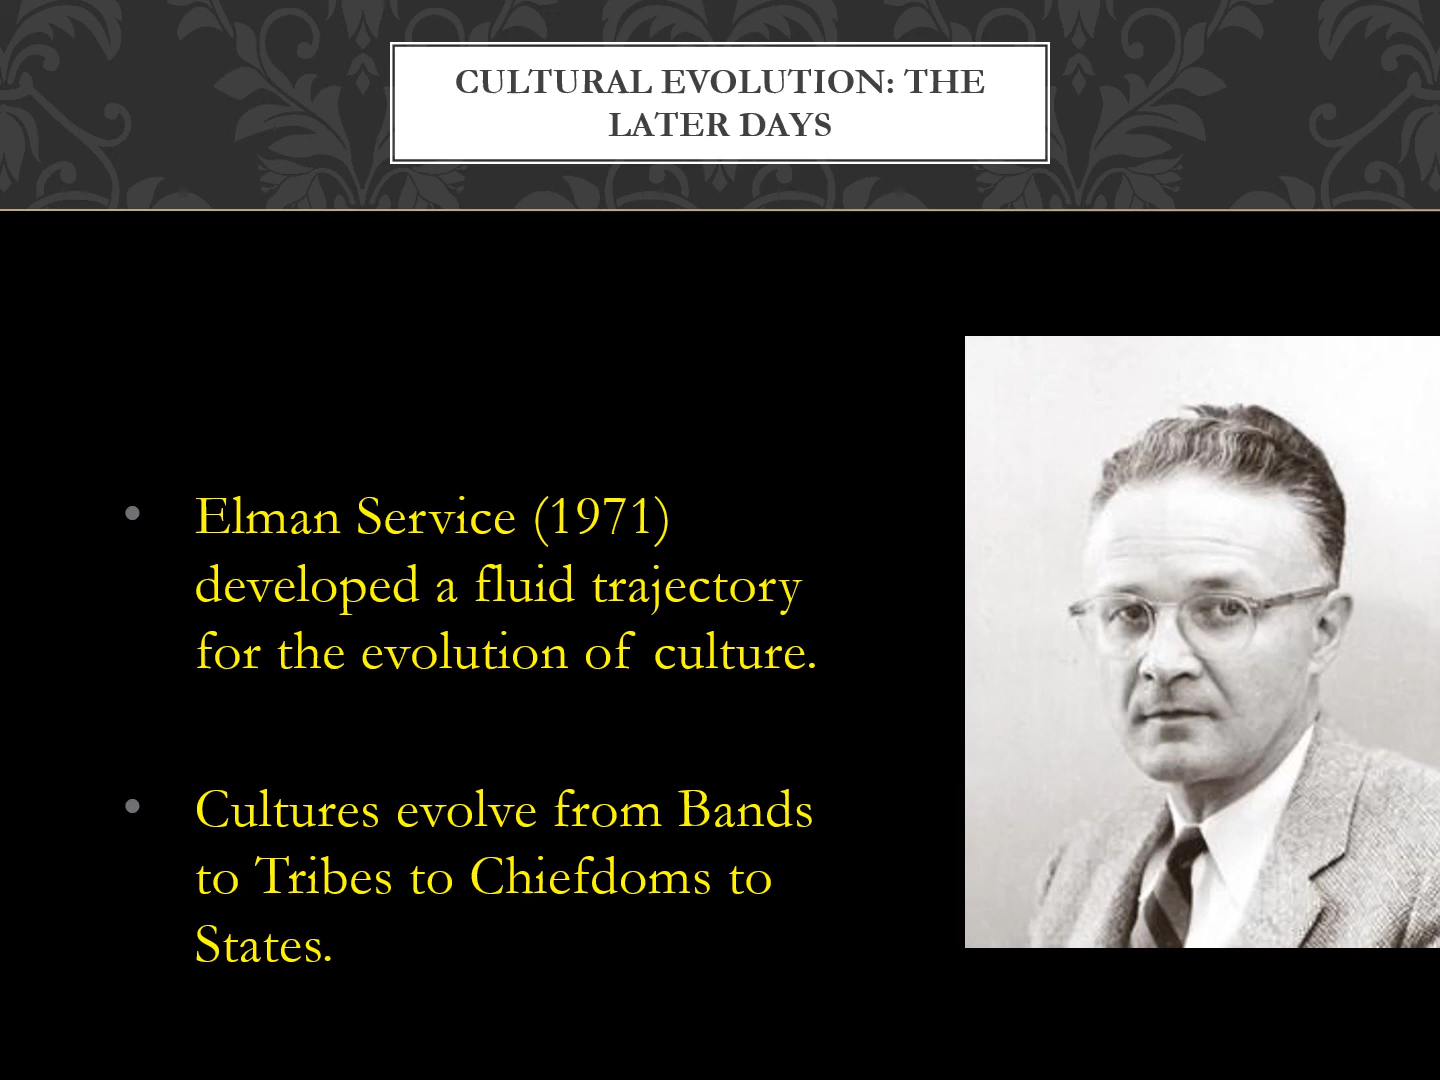 CULTURAL EVOLUTION: THE
LATER DAYS
• Elman Service (1971)
developed a fluid trajectory
for the evolution of culture.
• Cultures evolve from Bands
to Tribes to Chiefdoms to
States.